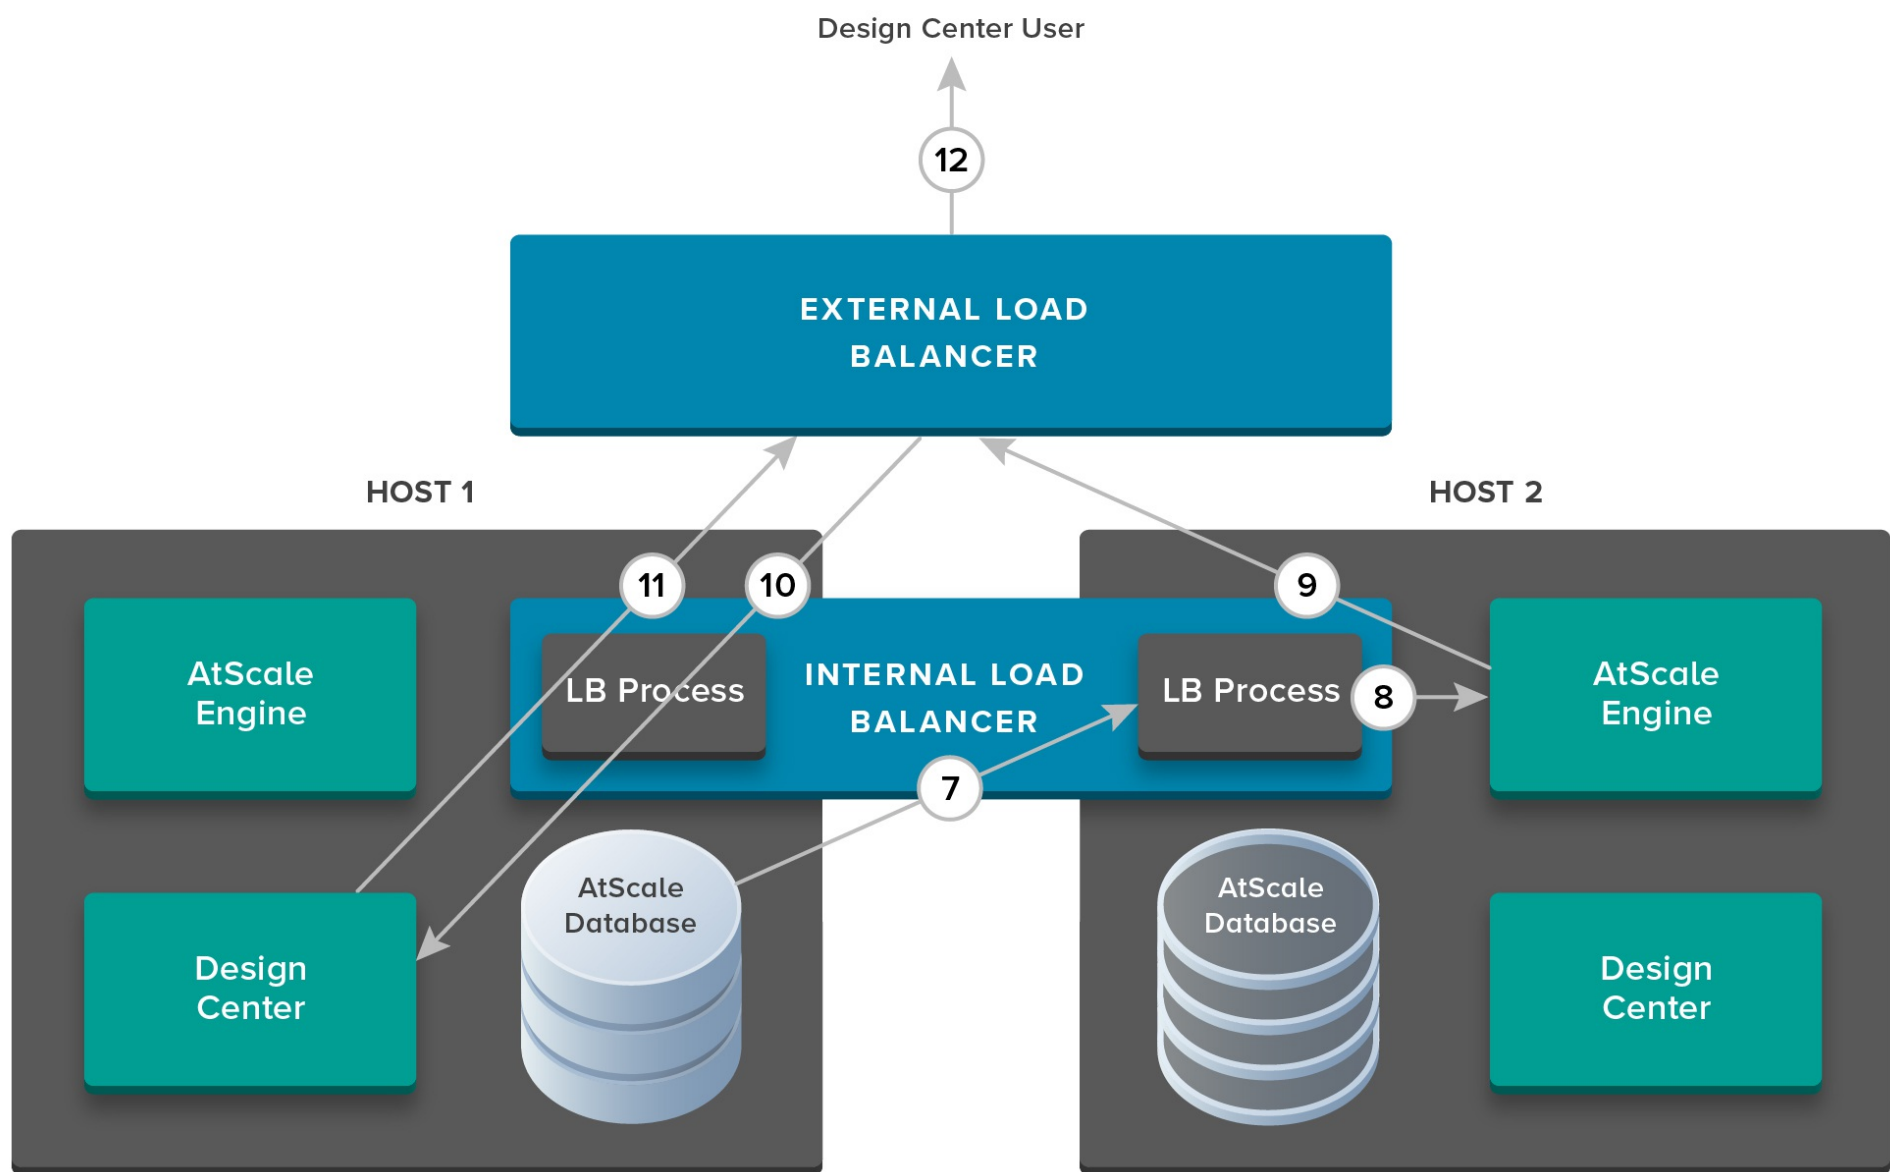 Design Center User
12
EXTERNAL LOAD
BALANCER
HOST 1
HOST 2
11
10
9
AtScale
Engine
LB Process
INTERNAL LOAD
BALANCER
LB Process
8
AtScale
Engine
7
AtScale
Database
AtScale
Database
Design
Center
Design
Center